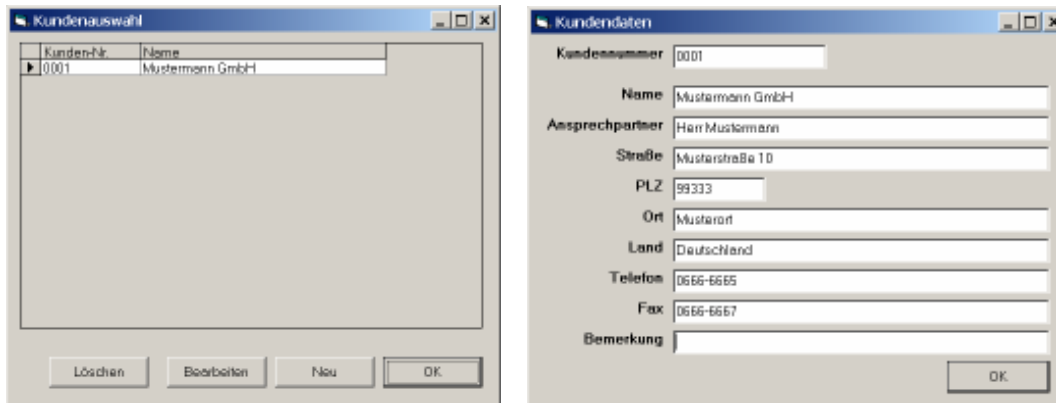 Kundenauswahl
Kunden-Nr. Name
0001 Mustermann GmbH
Löschen Bearbeiten Neu OK
Kundendaten
Kundennummer 0001
Name Mustermann GmbH
Ansprechpartner Herr Mustermann
Straße Musterstraße 10
PLZ 99333
Ort Musterort
Land Deutschland
Telefon 0666-6665
Fax 0666-6667
Bemerkung
OK